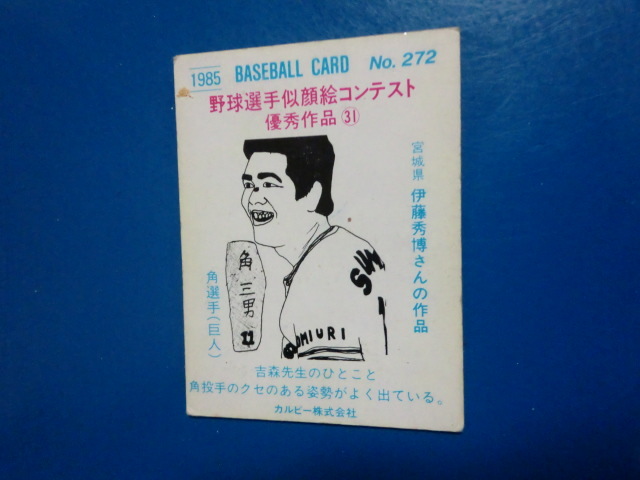 1985 BASEBALL CARD No. 272
野球選手似顔絵コンテスト
優秀作品㉛
宮城県 伊藤秀博さんの作品
角三男
角選手(巨人)
OMIURI
吉森先生のひとこと
角投手のクセのある姿勢がよく出ている。
カルビー株式会社